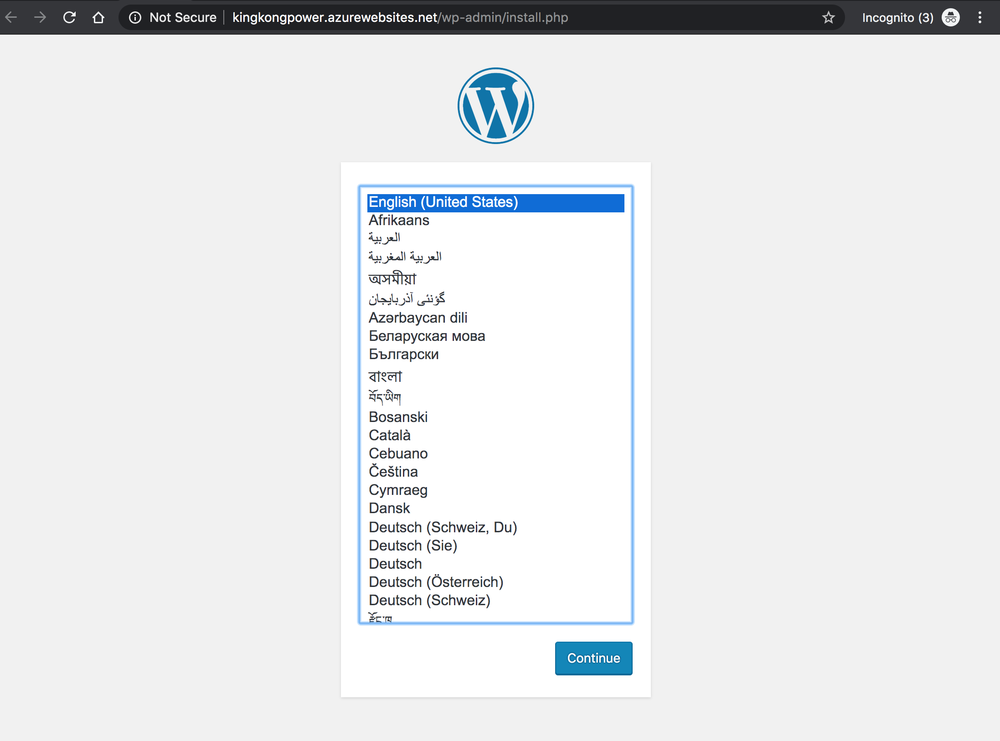 Not Secure kingkongpower.azurewebsites.net/wp-admin/install.php Incognito (3)
English (United States)
Afrikaans
العربية
العربية المغربية
অসমীয়া
گؤنئی آذربایجان
Azərbaycan dili
Беларуская мова
Български
বাংলা
བོད་ཡིག
Bosanski
Català
Cebuano
Čeština
Cymraeg
Dansk
Deutsch (Schweiz, Du)
Deutsch (Sie)
Deutsch
Deutsch (Österreich)
Deutsch (Schweiz)
རྫོང་ཁ
Continue